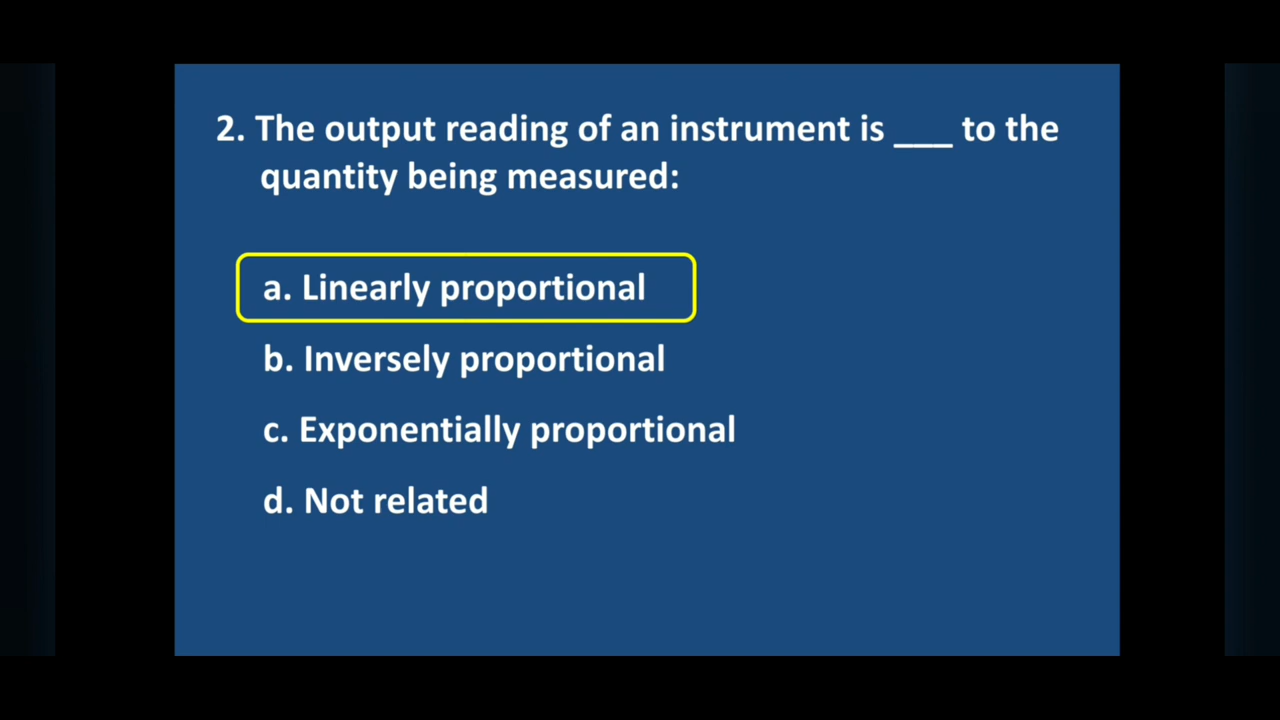 2. The output reading of an instrument is ___ to the
quantity being measured:
a. Linearly proportional
b. Inversely proportional
c. Exponentially proportional
d. Not related